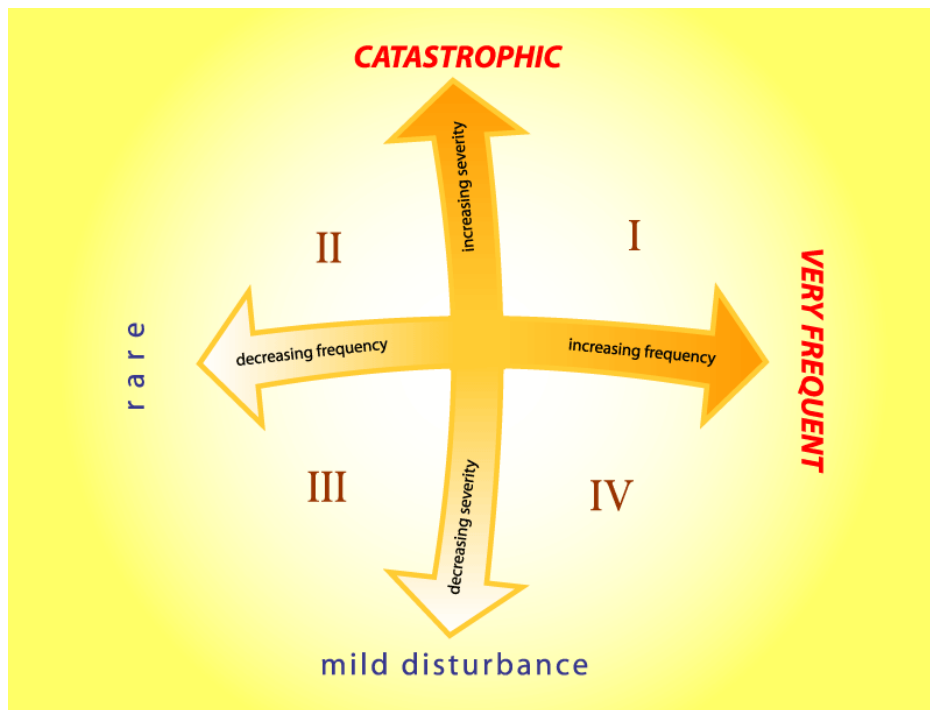 CATASTROPHIC
increasing severity
II
I
rare
decreasing frequency
increasing frequency
VERY FREQUENT
III
IV
decreasing severity
mild disturbance